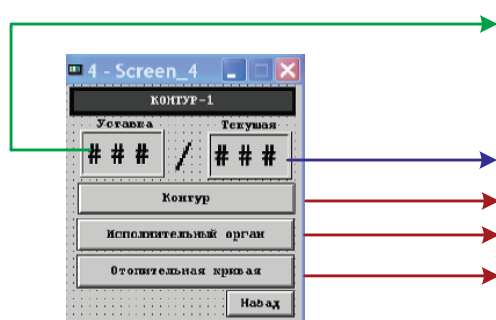 4 - Screen_4
КОНТУР-1
Уставка Текущая
### / ###
Контур
Исполнительный орган
Отопительная кривая
Назад